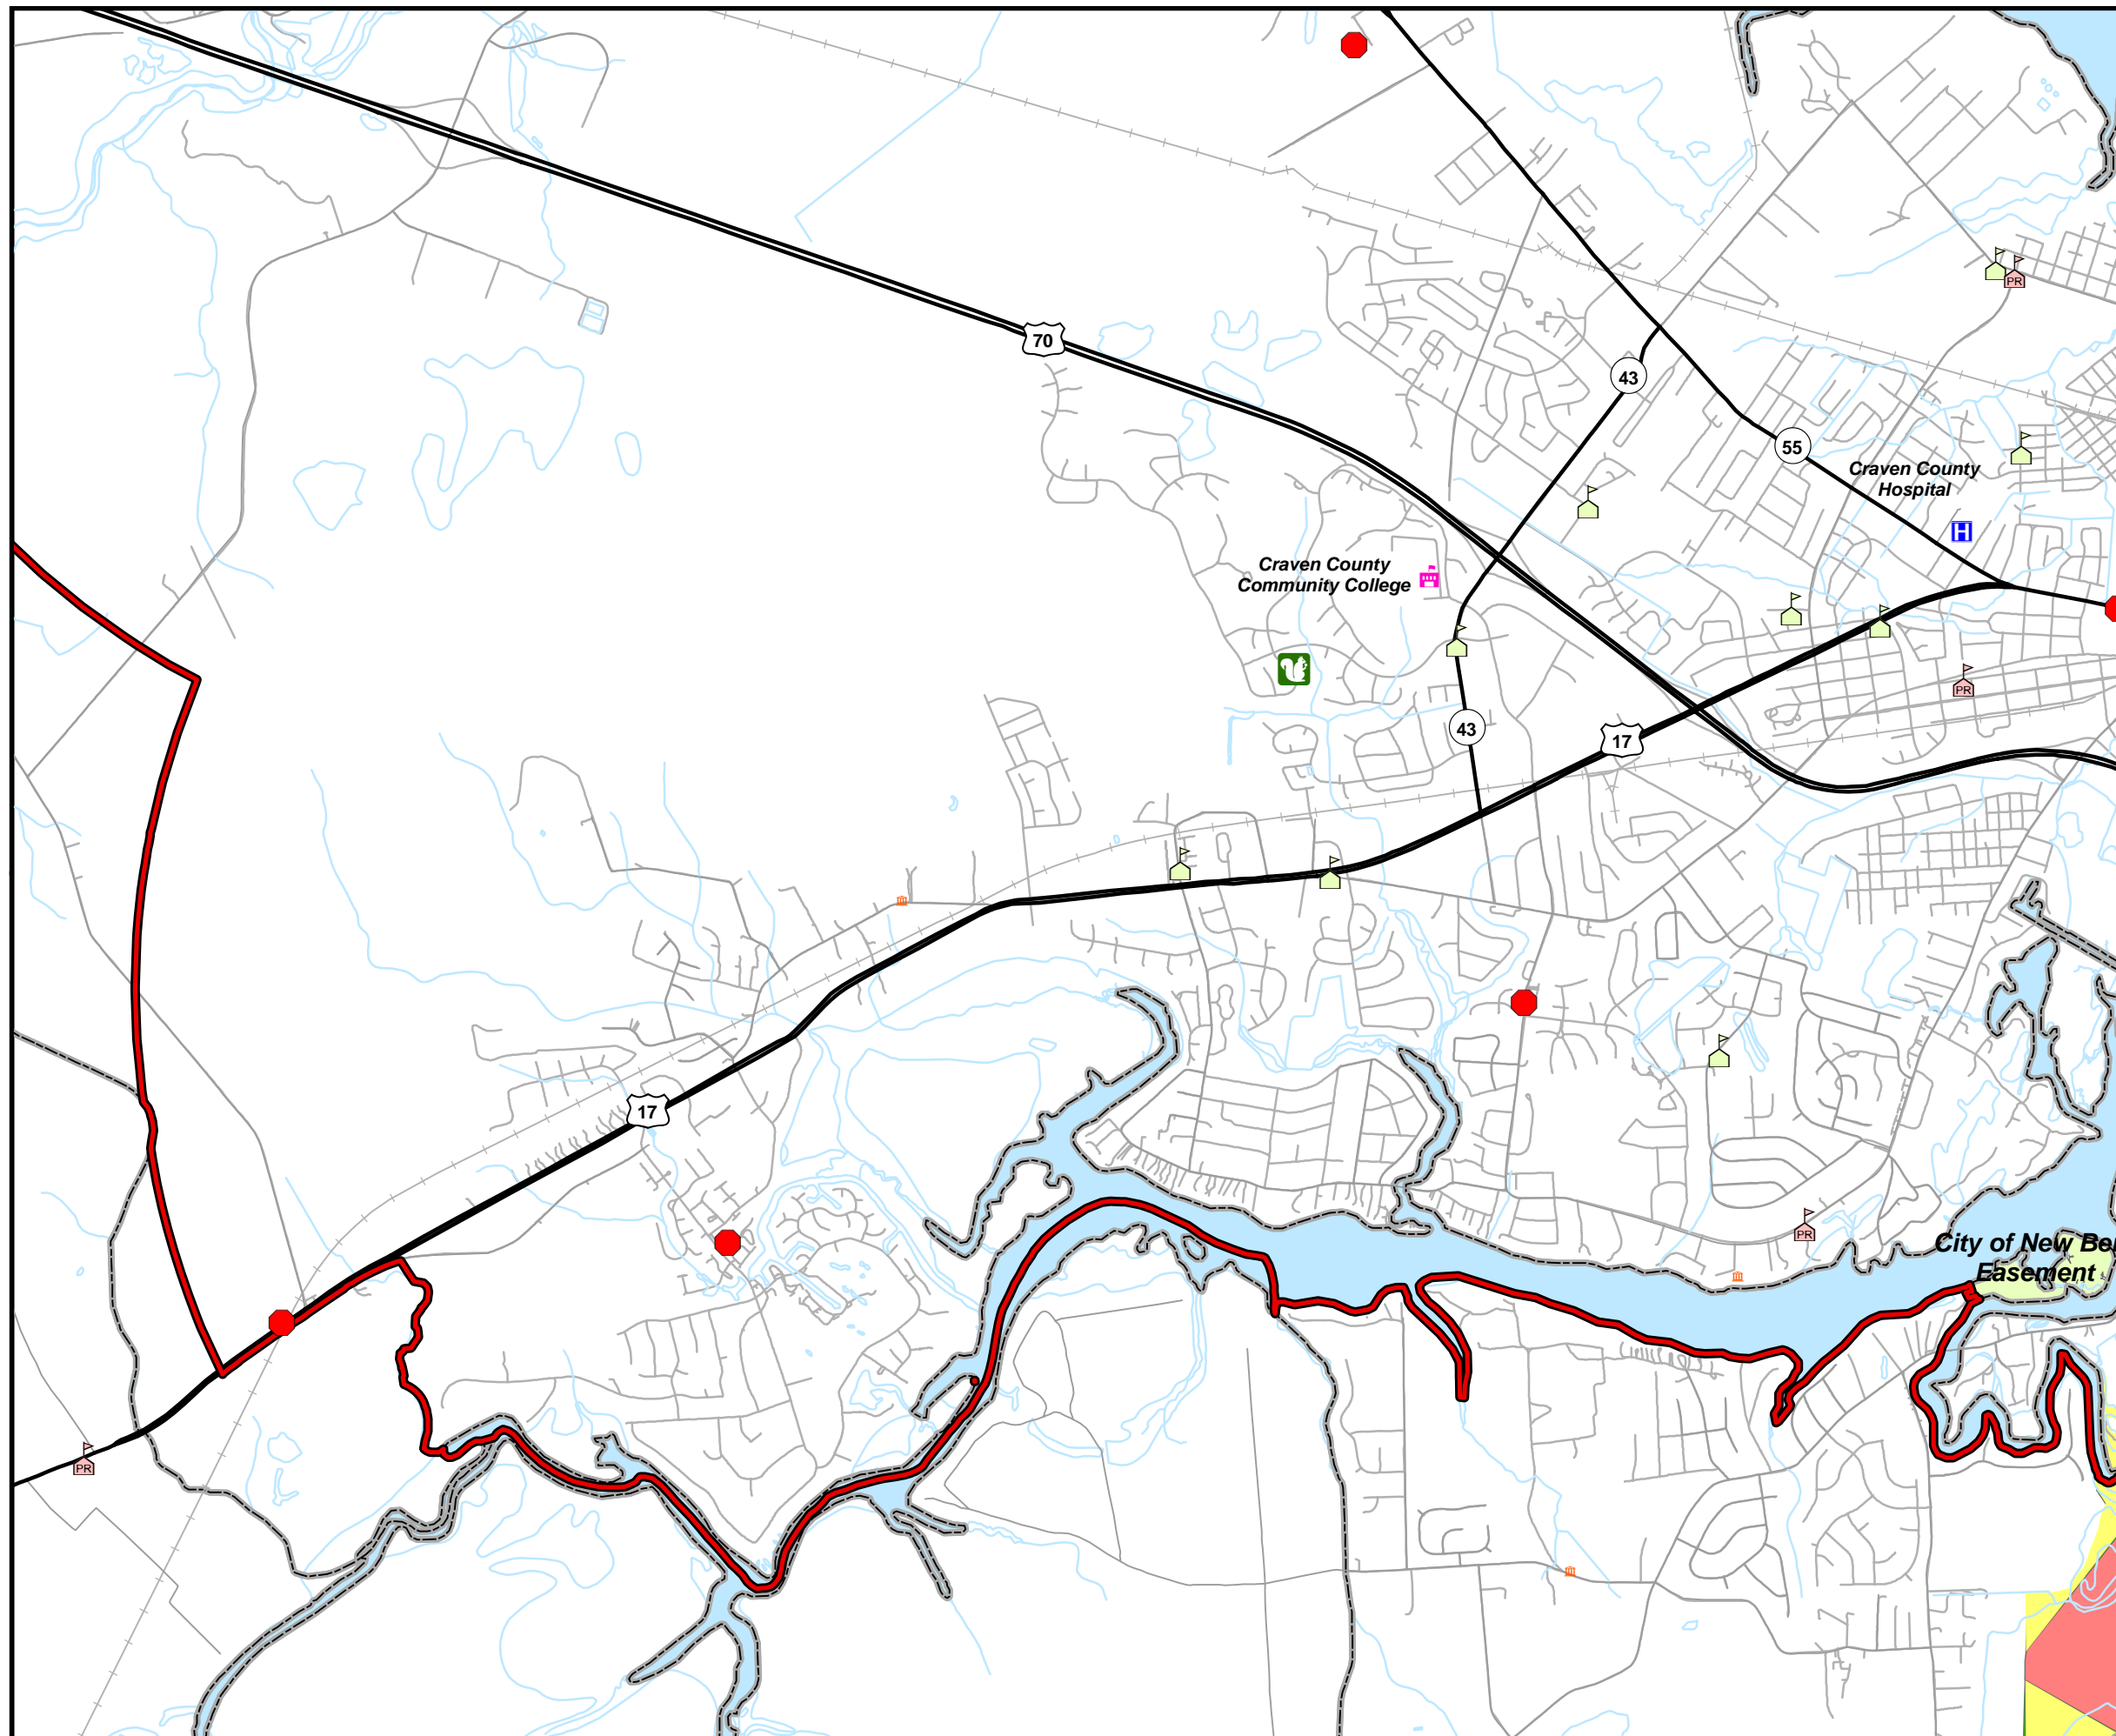 PR
70
43
55
Craven County
Hospital
Craven County
Community College
PR
43
17
17
PR
City of New Be
Easement
PR